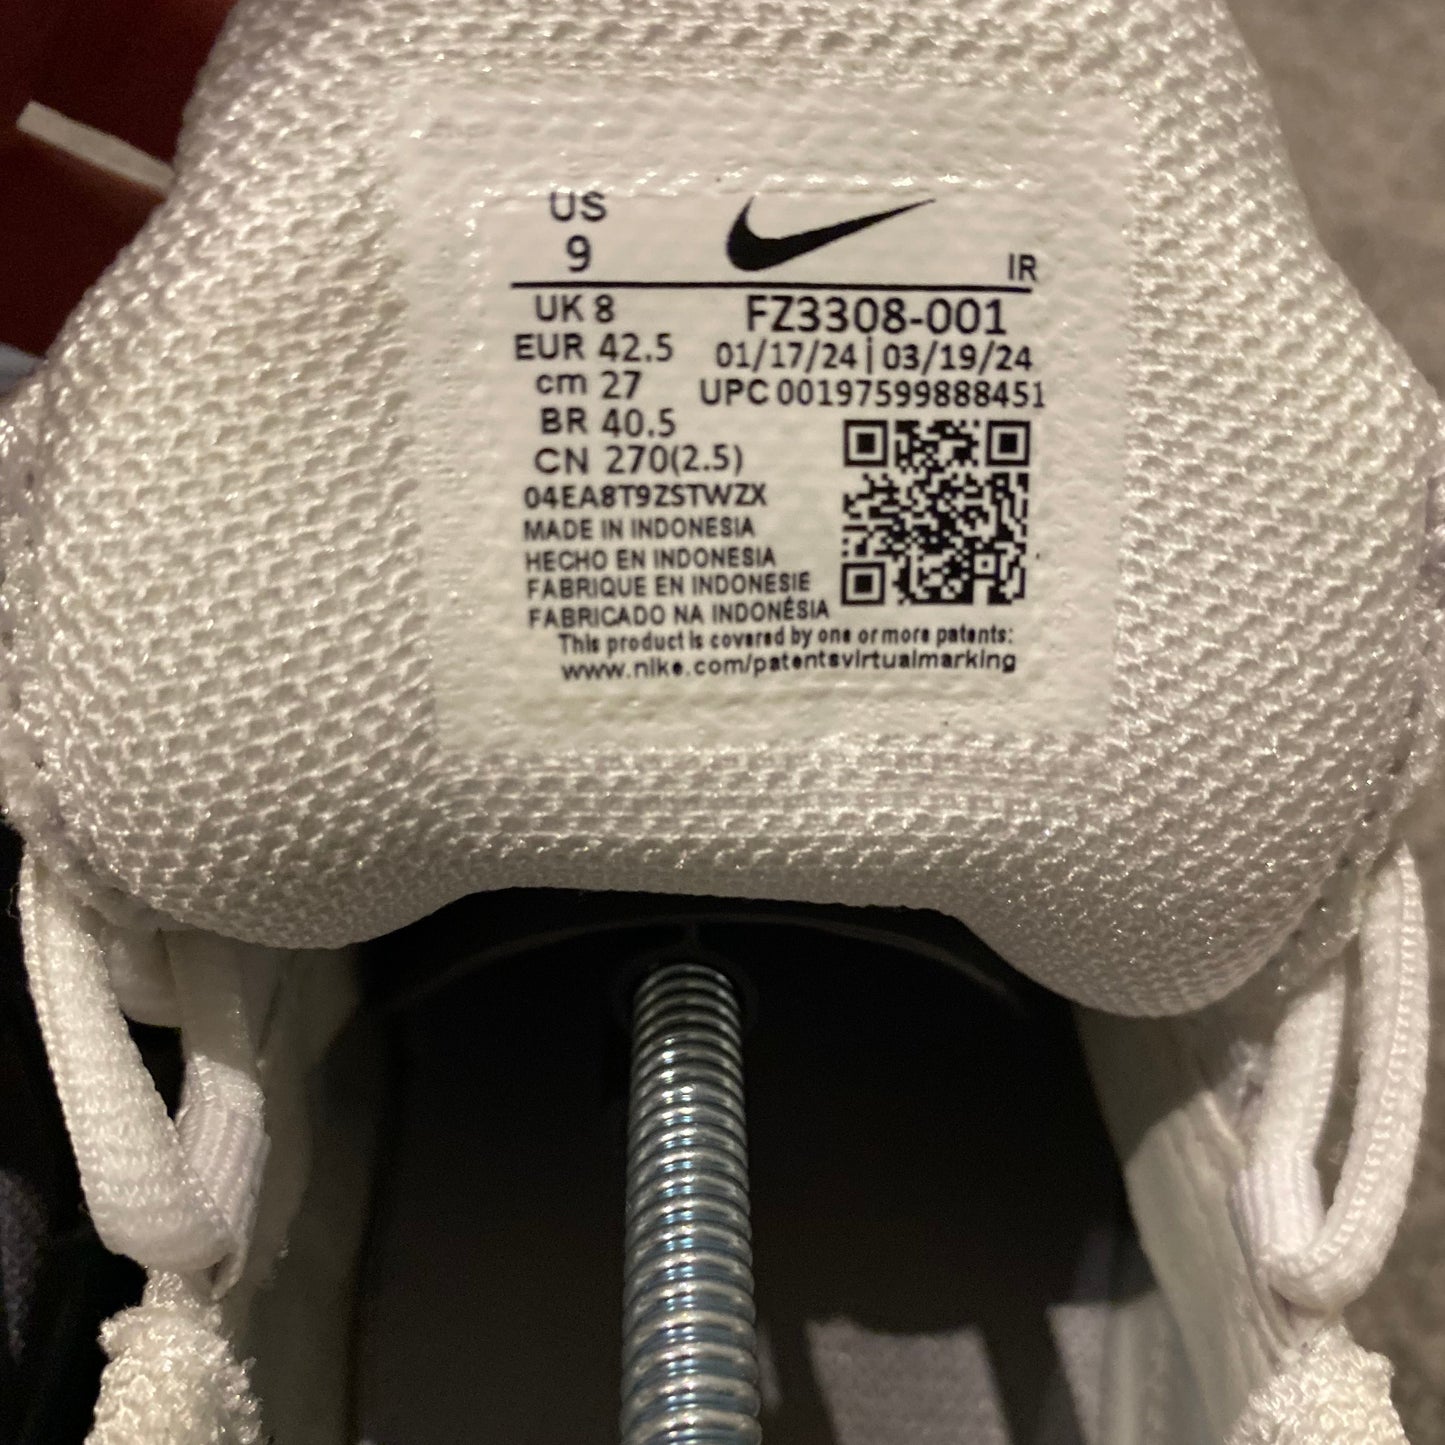 US
9
IR
UK 8
EUR 42.5
cm 27
BR 40.5
CN 270(2.5)
FZ3308-001
01/17/24 | 03/19/24
UPC 00197599888451
04EA8T9ZSTWZX
MADE IN INDONESIA
HECHO EN INDONESIA
FABRIQUE EN INDONESIE
FABRICADO NA INDONÉSIA
This product is covered by one or more patents:
www.nike.com/patentsvirtualmarking